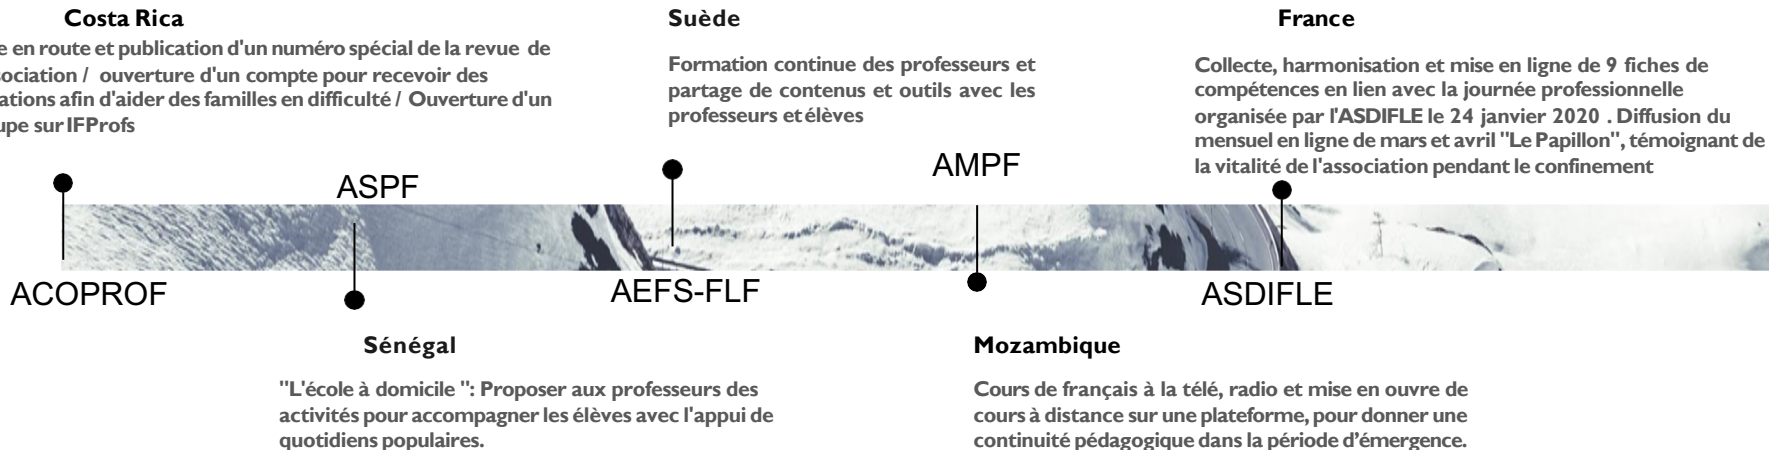 Costa Rica
e en route et publication d'un numéro spécial de la revue de
sociation / ouverture d'un compte pour recevoir des
ations afin d'aider des familles en difficulté / Ouverture d'un
upe sur IFProfs
ACOPROF
ASPF
Sénégal
"L'école à domicile ": Proposer aux professeurs des
activités pour accompagner les élèves avec l'appui de
quotidiens populaires.
Suède
Formation continue des professeurs et
partage de contenus et outils avec les
professeurs et élèves
AEFS-FLF
AMPF
Mozambique
Cours de français à la télé, radio et mise en ouvre de
cours à distance sur une plateforme, pour donner une
continuité pédagogique dans la période d'émergence.
France
Collecte, harmonisation et mise en ligne de 9 fiches de
compétences en lien avec la journée professionnelle
organisée par l'ASDIFLE le 24 janvier 2020 . Diffusion du
mensuel en ligne de mars et avril "Le Papillon", témoignant de
la vitalité de l'association pendant le confinement
ASDIFLE